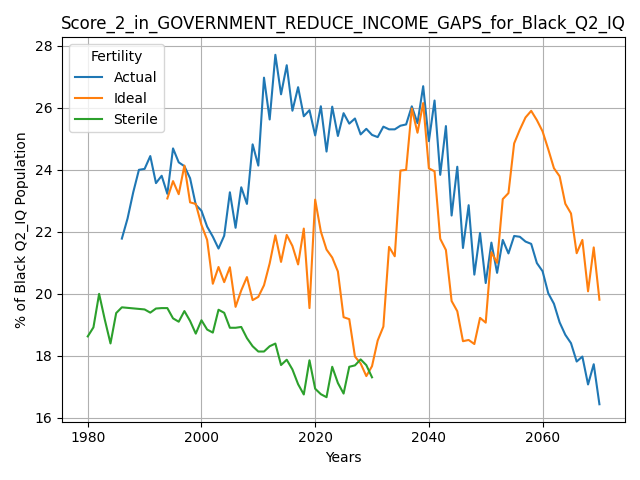 Score_2_in_GOVERNMENT_REDUCE_INCOME_GAPS_for_Black_Q2_IQ
Fertility
Actual
Ideal
Sterile
% of Black Q2_IQ Population
28
26
24
22
20
18
16
1980
2000
2020
2040
2060
Years